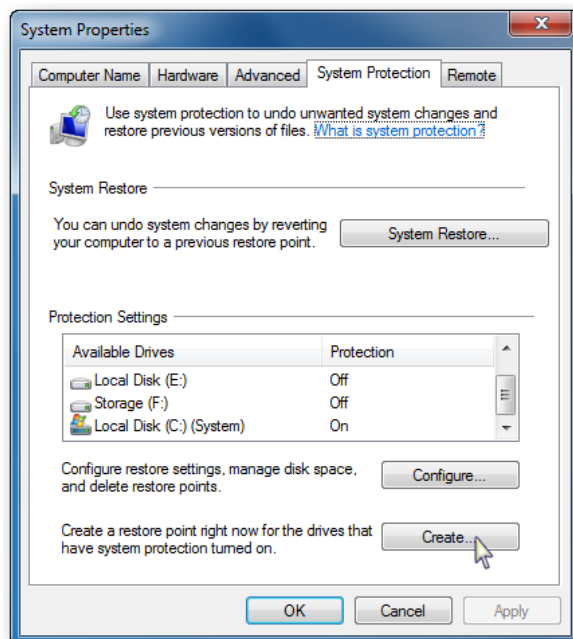 System Properties
Computer Name Hardware Advanced System Protection Remote
Use system protection to undo unwanted system changes and
restore previous versions of files. What is system protection?
System Restore
You can undo system changes by reverting
your computer to a previous restore point.
System Restore...
Protection Settings
Available Drives Protection
Local Disk (E:) Off
Storage (F:) Off
Local Disk (C:) (System) On
Configure restore settings, manage disk space,
and delete restore points.
Configure...
Create a restore point right now for the drives that
have system protection turned on.
Create...
OK Cancel Apply